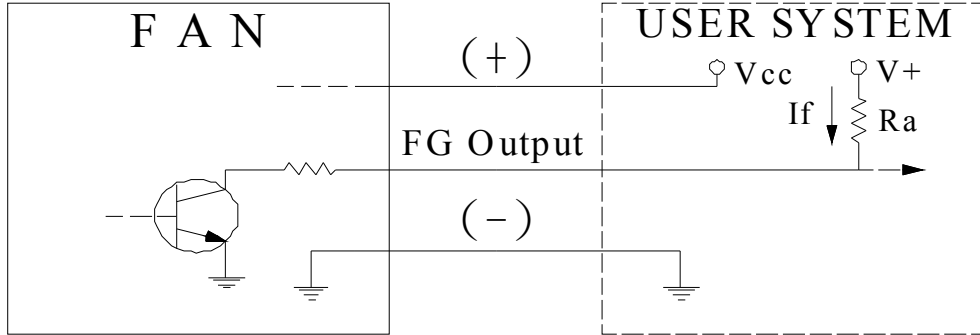 F A N
USER SYSTEM
(+)
Vcc
V+
If
Ra
FG Output
(-)